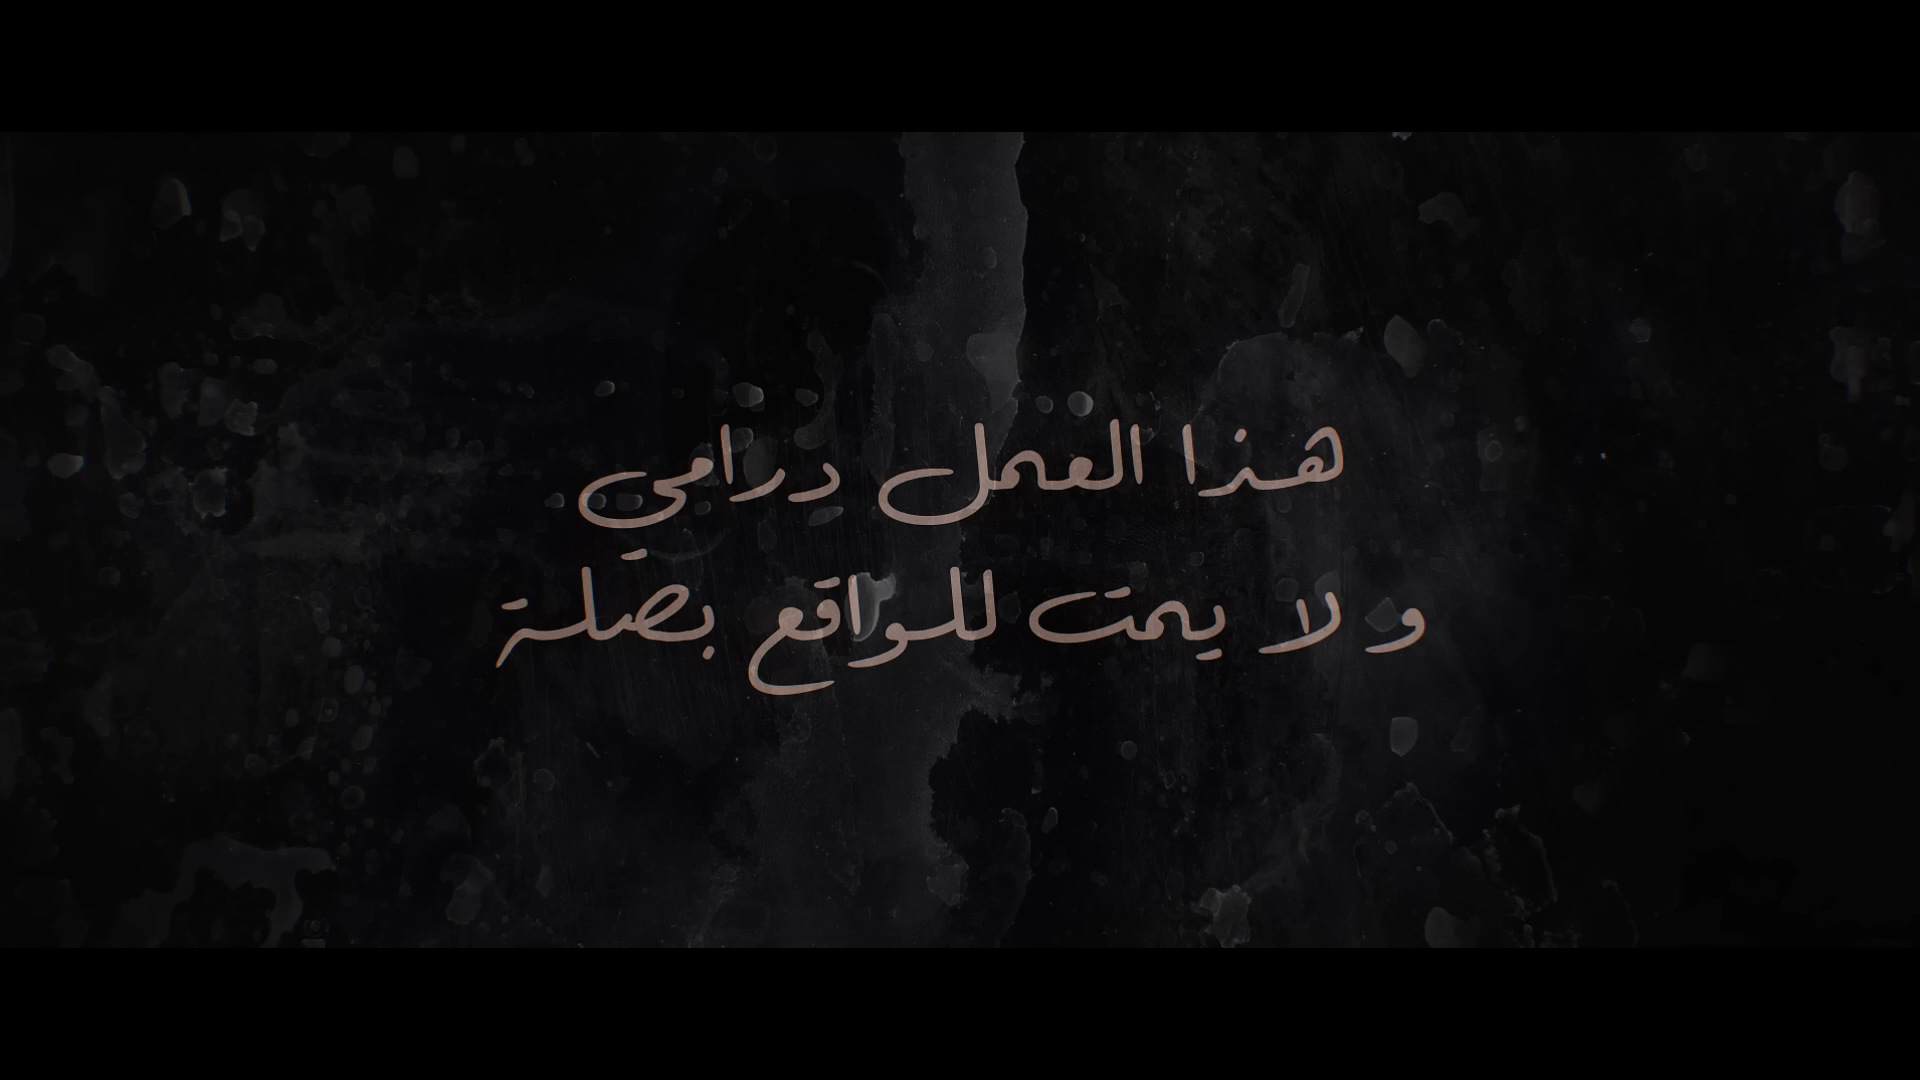 هذا العمل درامي
و لا يمت للواقع بصلة